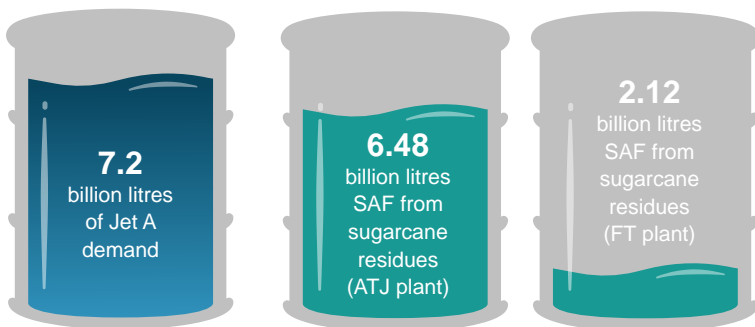 7.2
billion litres
of Jet A
demand
6.48
billion litres
SAF from
sugarcane
residues
(ATJ plant)
2.12
billion litres
SAF from
sugarcane
residues
(FT plant)